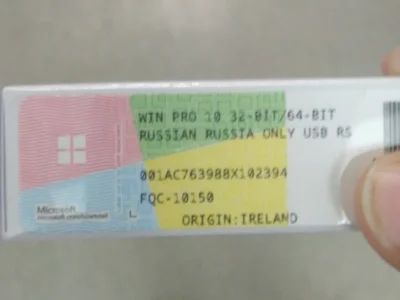 WIN PRO 10 32-BIT/64-BIT
RUSSIAN RUSSIA ONLY USB RS
001AC763988X102394
FQC-10150
ORIGIN:IRELAND
Microsoft